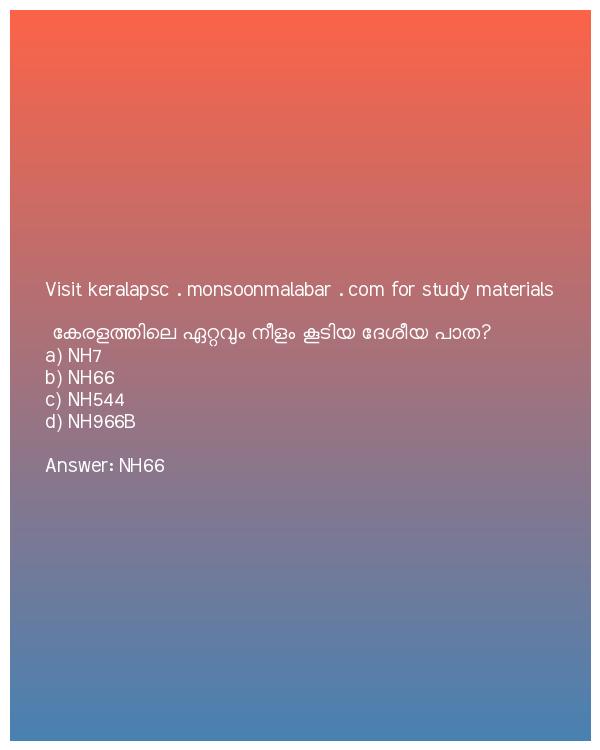 Visit keralapsc . monsoonmalabar . com for study materials
കേരളത്തിലെ ഏറ്റവും നീളം കൂടിയ ദേശീയ പാത?
a) NH7
b) NH66
c) NH544
d) NH966B
Answer: NH66